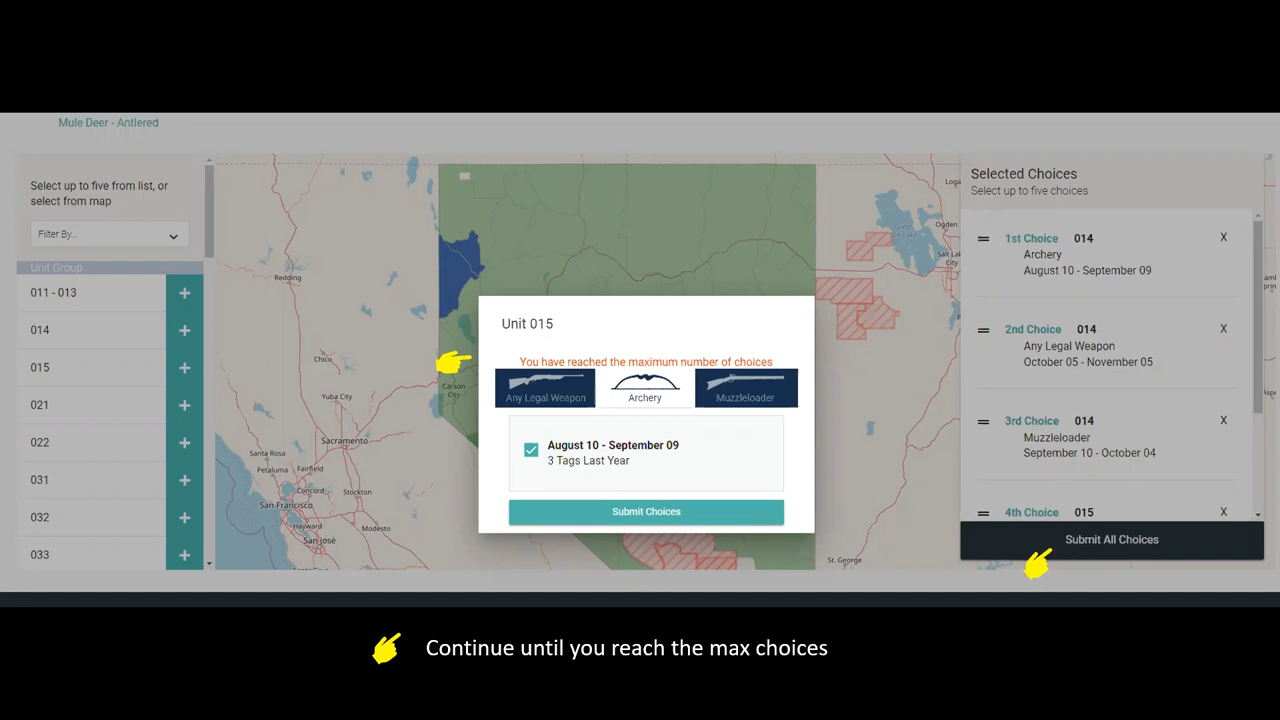 Mule Deer - Antlered
Select up to five from list, or
select from map
Filter By...
Unit Group
011 - 013
014
015
021
022
031
032
033
Redding
Chico
Yuba City
Sacramento
Santa Rosa
Petaluma
Fairfield
Concord
Stockton
San Francisco
Hayward
Modesto
San José
Carson
City
Great
Salt Lake
Ogden
Salt Lak
City
St. George
Unit 015
You have reached the maximum number of choices
Any Legal Weapon
Archery
Muzzleloader
August 10 - September 09
3 Tags Last Year
Submit Choices
Selected Choices
Select up to five choices
1st Choice 014 X
Archery
August 10 - September 09
2nd Choice 014 X
Any Legal Weapon
October 05 - November 05
3rd Choice 014 X
Muzzleloader
September 10 - October 04
4th Choice 015 X
Submit All Choices
Continue until you reach the max choices